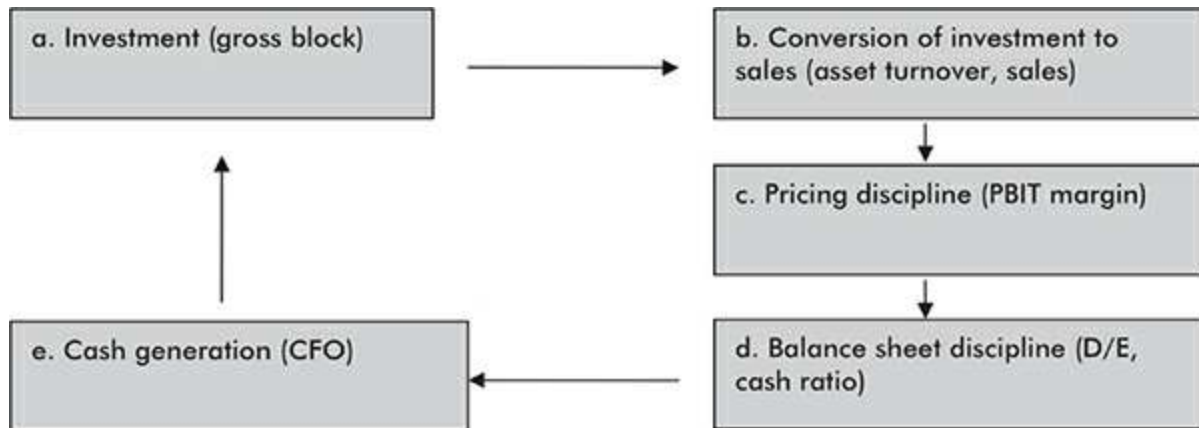 a. Investment (gross block)
b. Conversion of investment to
sales (asset turnover, sales)
c. Pricing discipline (PBIT margin)
d. Balance sheet discipline (D/E,
cash ratio)
e. Cash generation (CFO)